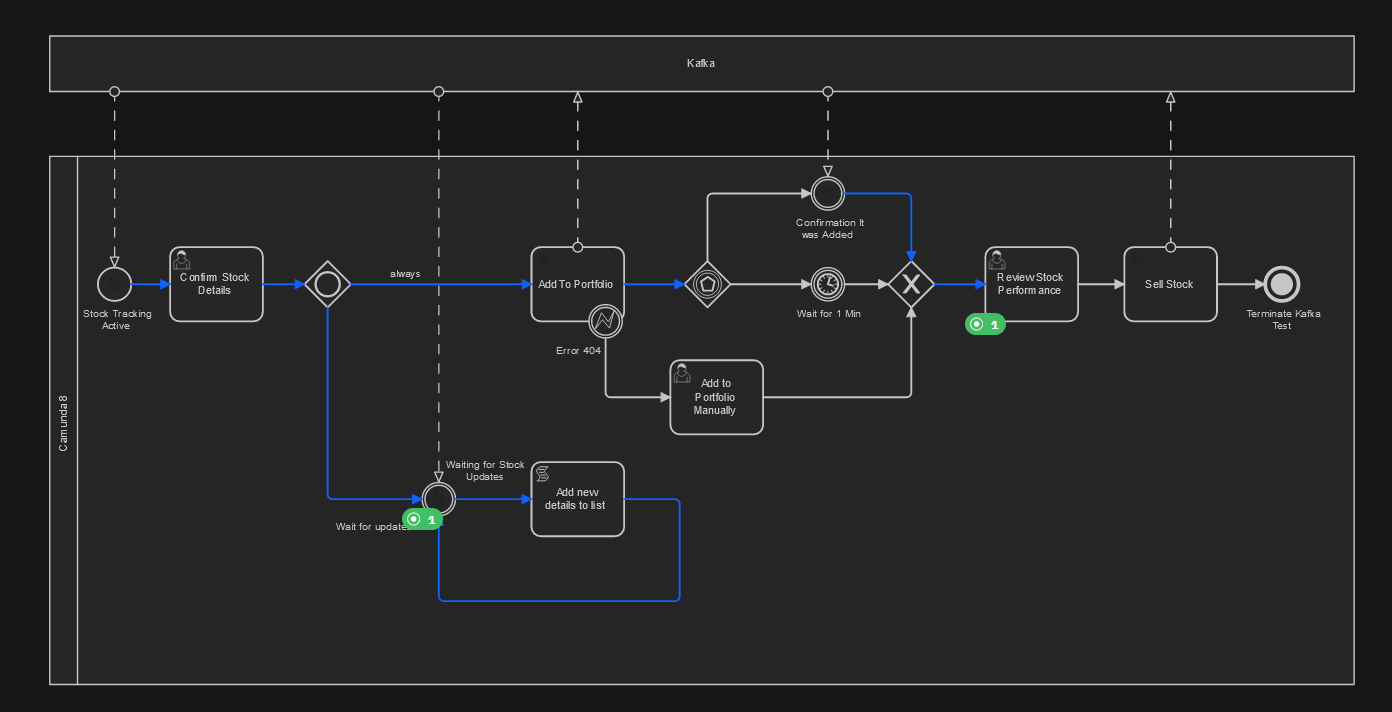 Kafka
Camunda 8
Stock Tracking
Active
Confirm Stock
Details
always
Add To Portfolio
Error 404
Confirmation It
was Added
Wait for 1 Min
Add to
Portfolio
Manually
Review Stock
Performance
1
Sell Stock
Terminate Kafka
Test
Waiting for Stock
Updates
Wait for update
1
Add new
details to list